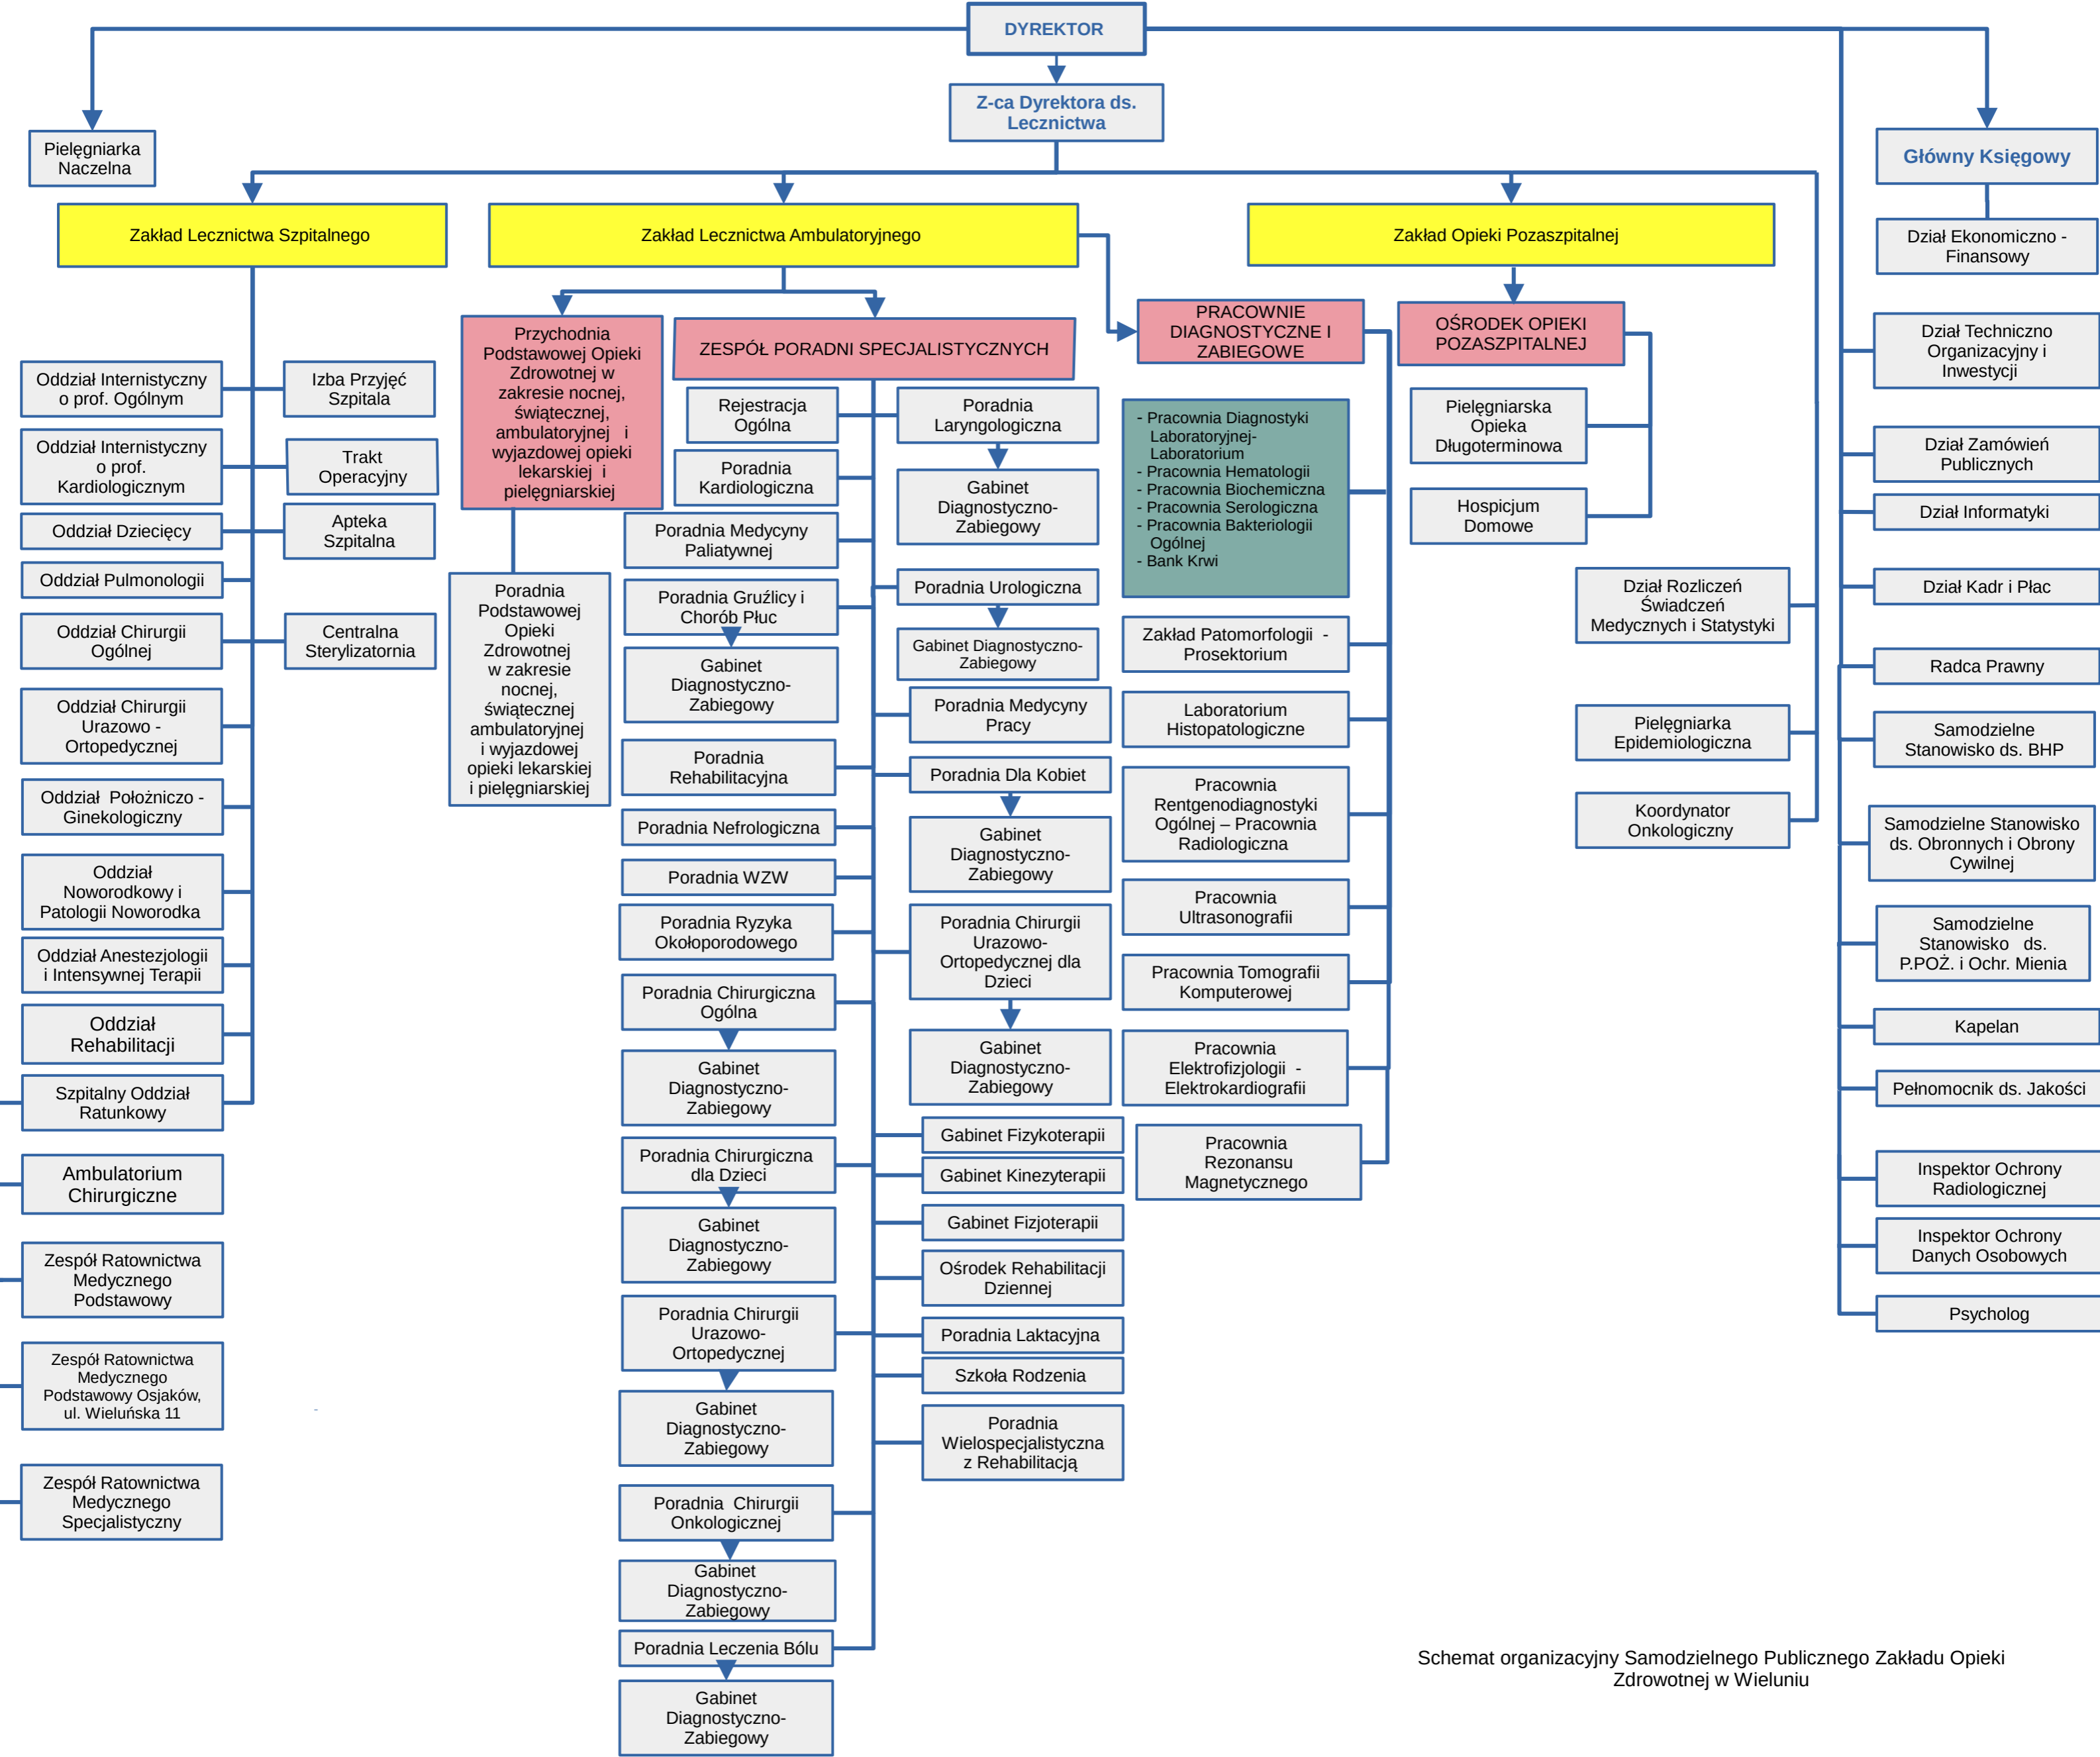 DYREKTOR
Z-ca Dyrektora ds.
Lecznictwa
Pielęgniarka
Naczelna
Główny Księgowy
Zakład Lecznictwa Szpitalnego
Zakład Lecznictwa Ambulatoryjnego
Zakład Opieki Pozaszpitalnej
Dział Ekonomiczno -
Finansowy
Oddział Internistyczny
o prof. Ogólnym
Oddział Internistyczny
o prof.
Kardiologicznym
Oddział Dziecięcy
Oddział Pulmonologii
Oddział Chirurgii
Ogólnej
Oddział Chirurgii
Urazowo -
Ortopedycznej
Oddział Położniczo -
Ginekologiczny
Oddział
Noworodkowy i
Patologii Noworodka
Oddział Anestezjologii
i Intensywnej Terapii
Oddział
Rehabilitacji
Szpitalny Oddział
Ratunkowy
Ambulatorium
Chirurgiczne
Zespół Ratownictwa
Medycznego
Podstawowy
Zespół Ratownictwa
Medycznego
Podstawowy Osjaków,
ul. Wieluńska 11
Zespół Ratownictwa
Medycznego
Specjalistyczny
Izba Przyjęć
Szpitala
Trakt
Operacyjny
Apteka
Szpitalna
Centralna
Sterylizatornia
-
Przychodnia
Podstawowej Opieki
Zdrowotnej w
zakresie nocnej,
świątecznej,
ambulatoryjnej i
wyjazdowej opieki
lekarskiej i
pielęgniarskiej
Poradnia
Podstawowej
Opieki
Zdrowotnej
w zakresie
nocnej,
świątecznej
ambulatoryjnej
i wyjazdowej
opieki lekarskiej
i pielęgniarskiej
ZESPÓŁ PORADNI SPECJALISTYCZNYCH
Rejestracja
Ogólna
Poradnia
Kardiologiczna
Poradnia Medycyny
Paliatywnej
Poradnia Gruźlicy i
Chorób Płuc
Gabinet
Diagnostyczno-
Zabiegowy
Poradnia
Rehabilitacyjna
Poradnia Nefrologiczna
Poradnia WZW
Poradnia Ryzyka
Okołoporodowego
Poradnia Chirurgiczna
Ogólna
Gabinet
Diagnostyczno-
Zabiegowy
Poradnia Chirurgiczna
dla Dzieci
Gabinet
Diagnostyczno-
Zabiegowy
Poradnia Chirurgii
Urazowo-
Ortopedycznej
Gabinet
Diagnostyczno-
Zabiegowy
Poradnia Chirurgii
Onkologicznej
Gabinet
Diagnostyczno-
Zabiegowy
Poradnia Leczenia Bólu
Gabinet
Diagnostyczno-
Zabiegowy
Poradnia
Laryngologiczna
Gabinet
Diagnostyczno-
Zabiegowy
Poradnia Urologiczna
Gabinet Diagnostyczno-
Zabiegowy
Poradnia Medycyny
Pracy
Poradnia Dla Kobiet
Gabinet
Diagnostyczno-
Zabiegowy
Poradnia Chirurgii
Urazowo-
Ortopedycznej dla
Dzieci
Gabinet
Diagnostyczno-
Zabiegowy
Gabinet Fizykoterapii
Gabinet Kinezyterapii
Gabinet Fizjoterapii
Ośrodek Rehabilitacji
Dziennej
Poradnia Laktacyjna
Szkoła Rodzenia
Poradnia
Wielospecjalistyczna
z Rehabilitacją
PRACOWNIE
DIAGNOSTYCZNE I
ZABIEGOWE
- Pracownia Diagnostyki
Laboratoryjnej-
Laboratorium
- Pracownia Hematologii
- Pracownia Biochemiczna
- Pracownia Serologiczna
- Pracownia Bakteriologii
Ogólnej
- Bank Krwi
Zakład Patomorfologii -
Prosektorium
Laboratorium
Histopatologiczne
Pracownia
Rentgenodiagnostyki
Ogólnej – Pracownia
Radiologiczna
Pracownia
Ultrasonografii
Pracownia Tomografii
Komputerowej
Pracownia
Elektrofizjologii -
Elektrokardiografii
Pracownia
Rezonansu
Magnetycznego
OŚRODEK OPIEKI
POZASZPITALNEJ
Pielęgniarska
Opieka
Długoterminowa
Hospicjum
Domowe
Dział Rozliczeń
Świadczeń
Medycznych i Statystyki
Pielęgniarka
Epidemiologiczna
Koordynator
Onkologiczny
Dział Techniczno
Organizacyjny i
Inwestycji
Dział Zamówień
Publicznych
Dział Informatyki
Dział Kadr i Płac
Radca Prawny
Samodzielne
Stanowisko ds. BHP
Samodzielne Stanowisko
ds. Obronnych i Obrony
Cywilnej
Samodzielne
Stanowisko ds.
P.POŻ. i Ochr. Mienia
Kapelan
Pełnomocnik ds. Jakości
Inspektor Ochrony
Radiologicznej
Inspektor Ochrony
Danych Osobowych
Psycholog
Schemat organizacyjny Samodzielnego Publicznego Zakładu Opieki
Zdrowotnej w Wieluniu